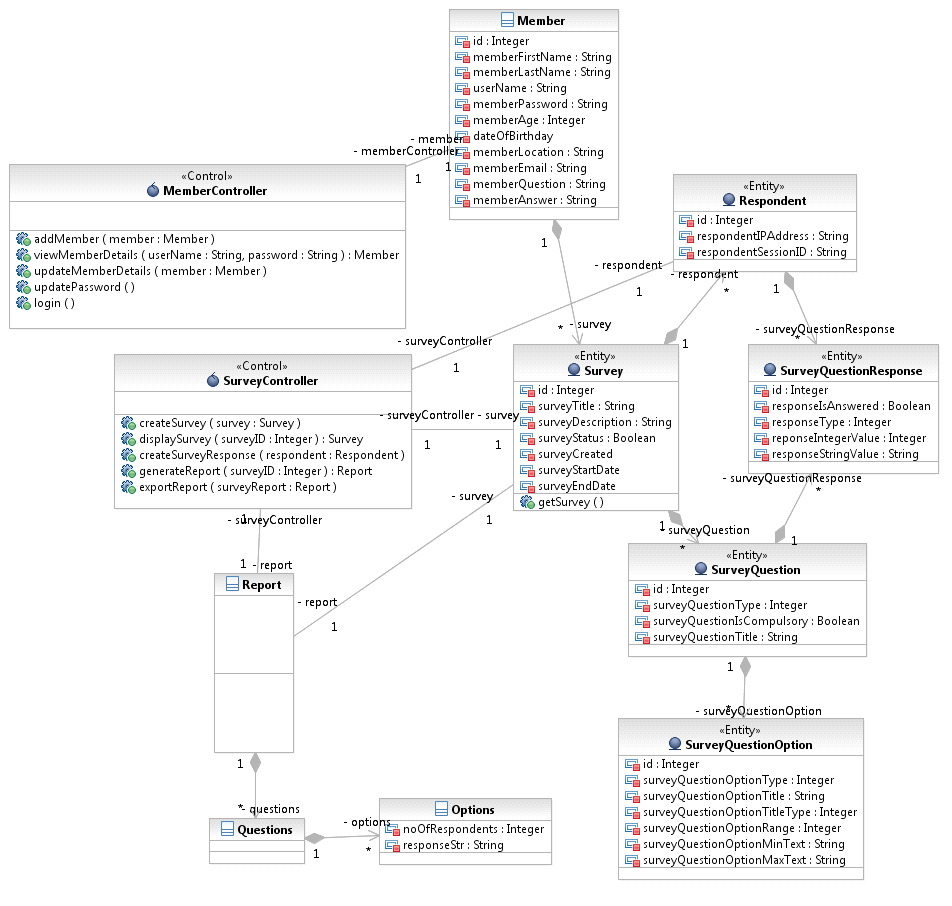 Member
id : Integer
memberFirstName : String
memberLastName : String
userName : String
memberPassword : String
memberAge : Integer
dateOfBirthday
memberLocation : String
memberEmail : String
memberQuestion : String
memberAnswer : String
- member
- memberController
1
1
«Control»
MemberController
addMember ( member : Member )
viewMemberDetails ( userName : String, password : String ) : Member
updateMemberDetails ( member : Member )
updatePassword ( )
login ( )
«Entity»
Respondent
id : Integer
respondentIPAddress : String
respondentSessionID : String
1
- respondent
- respondent
1
*
1
* - survey
- surveyController
1
1
- surveyQuestionResponse
*
«Control»
SurveyController
createSurvey ( survey : Survey )
displaySurvey ( surveyID : Integer ) : Survey
createSurveyResponse ( respondent : Respondent )
generateReport ( surveyID : Integer ) : Report
exportReport ( surveyReport : Report )
- surveyController - survey
1
1
«Entity»
Survey
id : Integer
surveyTitle : String
surveyDescription : String
surveyStatus : Boolean
surveyCreated
surveyStartDate
surveyEndDate
getSurvey ( )
«Entity»
SurveyQuestionResponse
id : Integer
responseIsAnswered : Boolean
responseType : Integer
reponseIntegerValue : Integer
responseStringValue : String
- surveyQuestionResponse
*
- survey
1
1
- surveyController
1
- surveyQuestion
*
1
1 - report
«Entity»
SurveyQuestion
id : Integer
surveyQuestionType : Integer
surveyQuestionIsCompulsory : Boolean
surveyQuestionTitle : String
Report
- report
1
1
- surveyQuestionOption
*
«Entity»
SurveyQuestionOption
id : Integer
surveyQuestionOptionType : Integer
surveyQuestionOptionTitle : String
surveyQuestionOptionTitleType : Integer
surveyQuestionOptionRange : Integer
surveyQuestionOptionMinText : String
surveyQuestionOptionMaxText : String
1
*- questions
Questions
1
- options
*
Options
noOfRespondents : Integer
responseStr : String